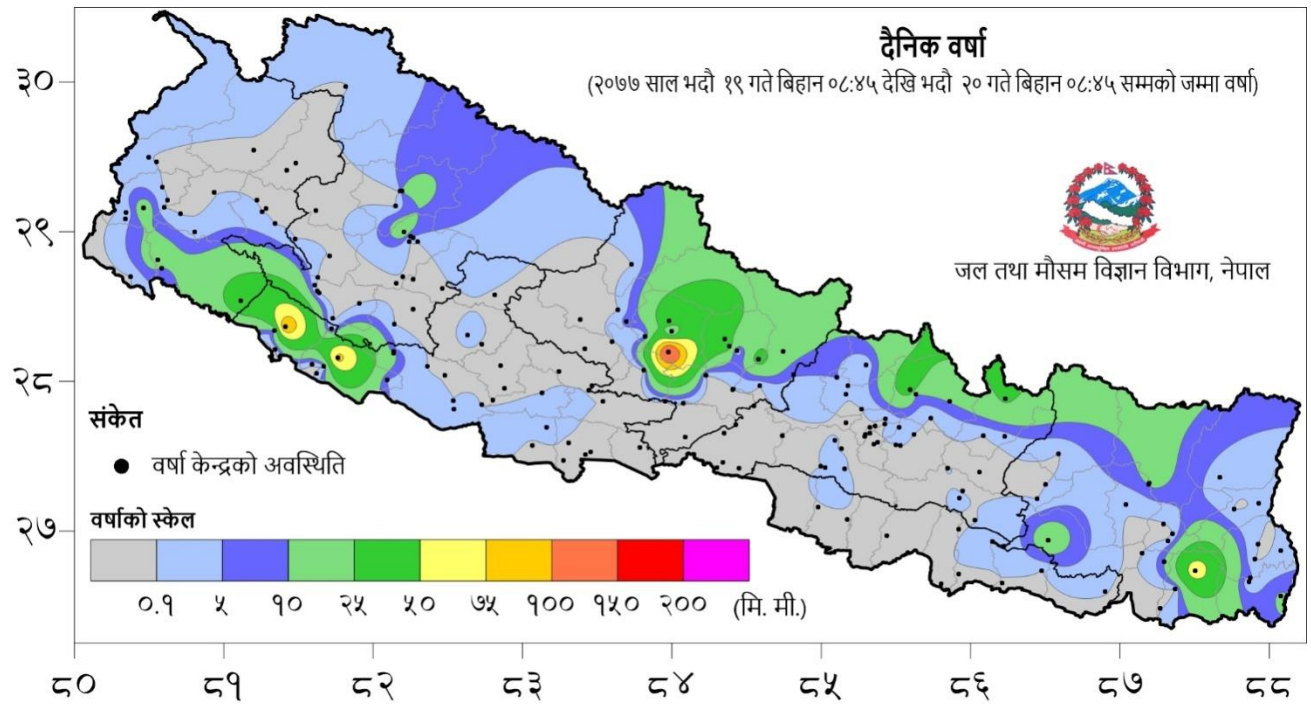 दैनिक वर्षा
(२०७७ साल भदौ १९ गते बिहान ०८:४५ देखि भदौ २० गते बिहान ०८:४५ सम्मको जम्मा वर्षा)
जल तथा मौसम विज्ञान विभाग, नेपाल
३०
२९
२८
२७
संकेत
वर्षा केन्द्रको अवस्थिति
वर्षाको स्केल
०.१ ५ १० २५ ५० ७५ १०० १५० २०० (मि. मी.)
८० ८१ ८२ ८३ ८४ ८५ ८६ ८७ ८८